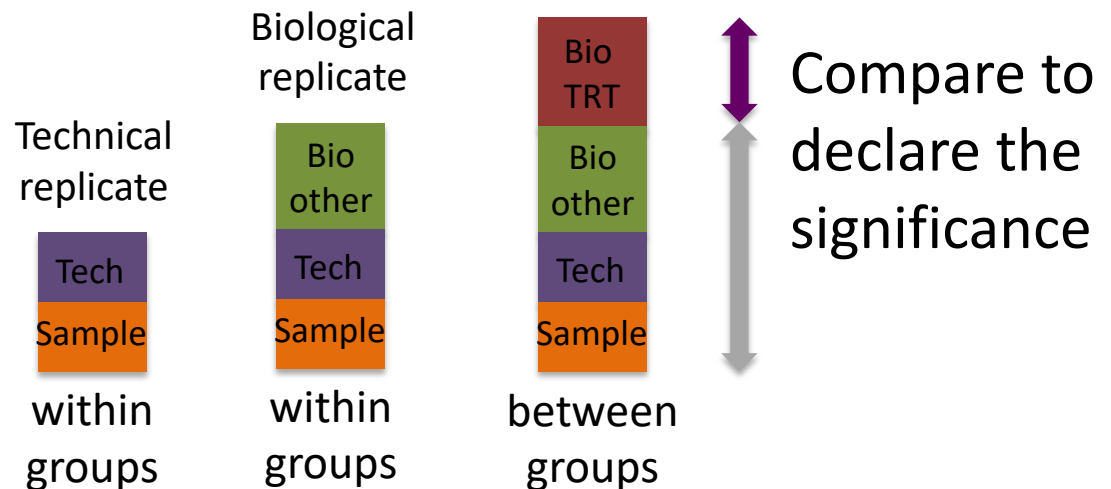 Technical
replicate
Tech
Sample
within
groups
Biological
replicate
Bio
other
Tech
Sample
within
groups
Bio
TRT
Bio
other
Tech
Sample
between
groups
Compare to
declare the
significance